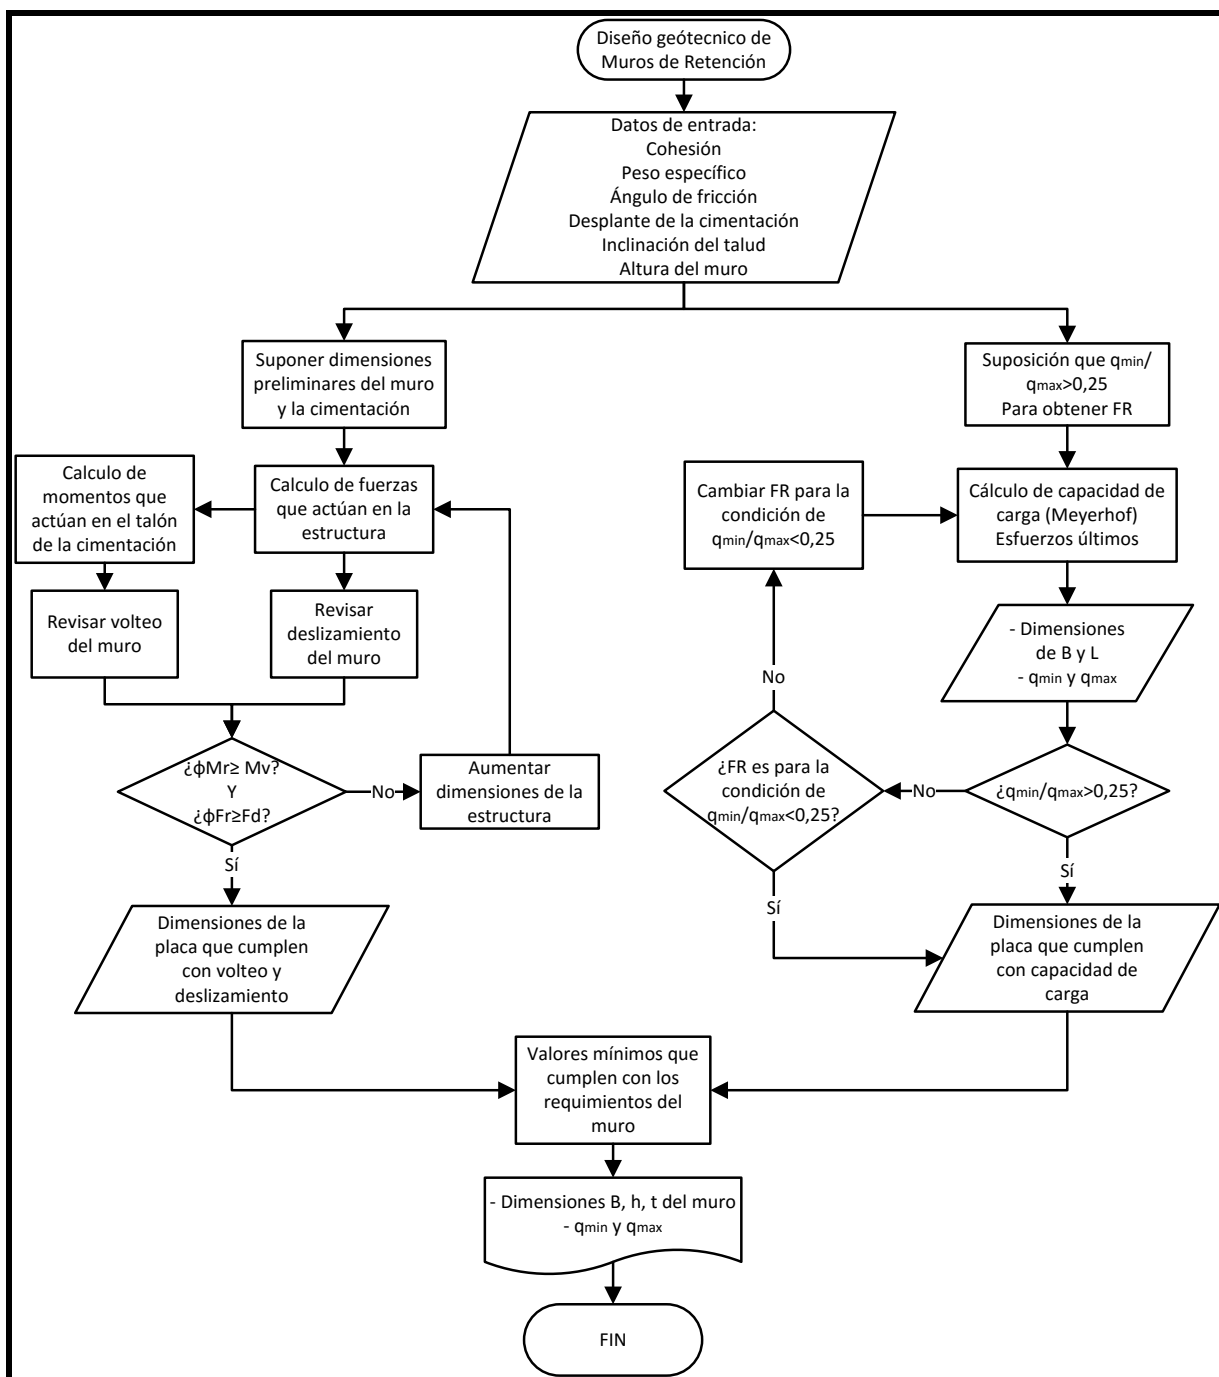 Diseño geótecnico de
Muros de Retención
Datos de entrada:
Cohesión
Peso específico
Ángulo de fricción
Desplante de la cimentación
Inclinación del talud
Altura del muro
Suponer dimensiones
preliminares del muro
y la cimentación
Suposición que qmin/
qmax>0,25
Para obtener FR
Calculo de
momentos que
actúan en el talón
de la cimentación
Calculo de fuerzas
que actúan en la
estructura
Cambiar FR para la
condición de
qmin/qmax<0,25
Cálculo de capacidad de
carga (Meyerhof)
Esfuerzos últimos
Revisar volteo
del muro
Revisar
deslizamiento
del muro
- Dimensiones
de B y L
- qmin y qmax
No
¿ϕMr≥ Mv?
Y
¿ϕFr≥Fd?
No
Aumentar
dimensiones de la
estructura
¿FR es para la
condición de
qmin/qmax<0,25?
No
¿qmin/qmax>0,25?
Sí
Sí
Sí
Dimensiones de la
placa que cumplen
con volteo y
deslizamiento
Dimensiones de la
placa que cumplen
con capacidad de
carga
Valores mínimos que
cumplen con los
requimientos del
muro
- Dimensiones B, h, t del muro
- qmin y qmax
FIN